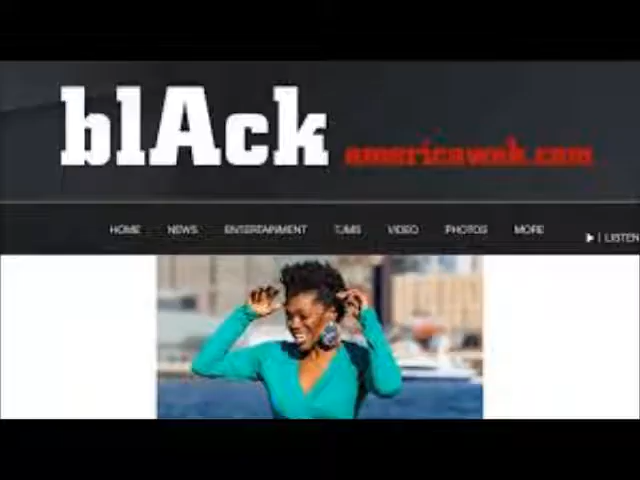 blAck americaweb.com
HOME NEWS ENTERTAINMENT TJMS VIDEO PHOTOS MORE
| LISTEN